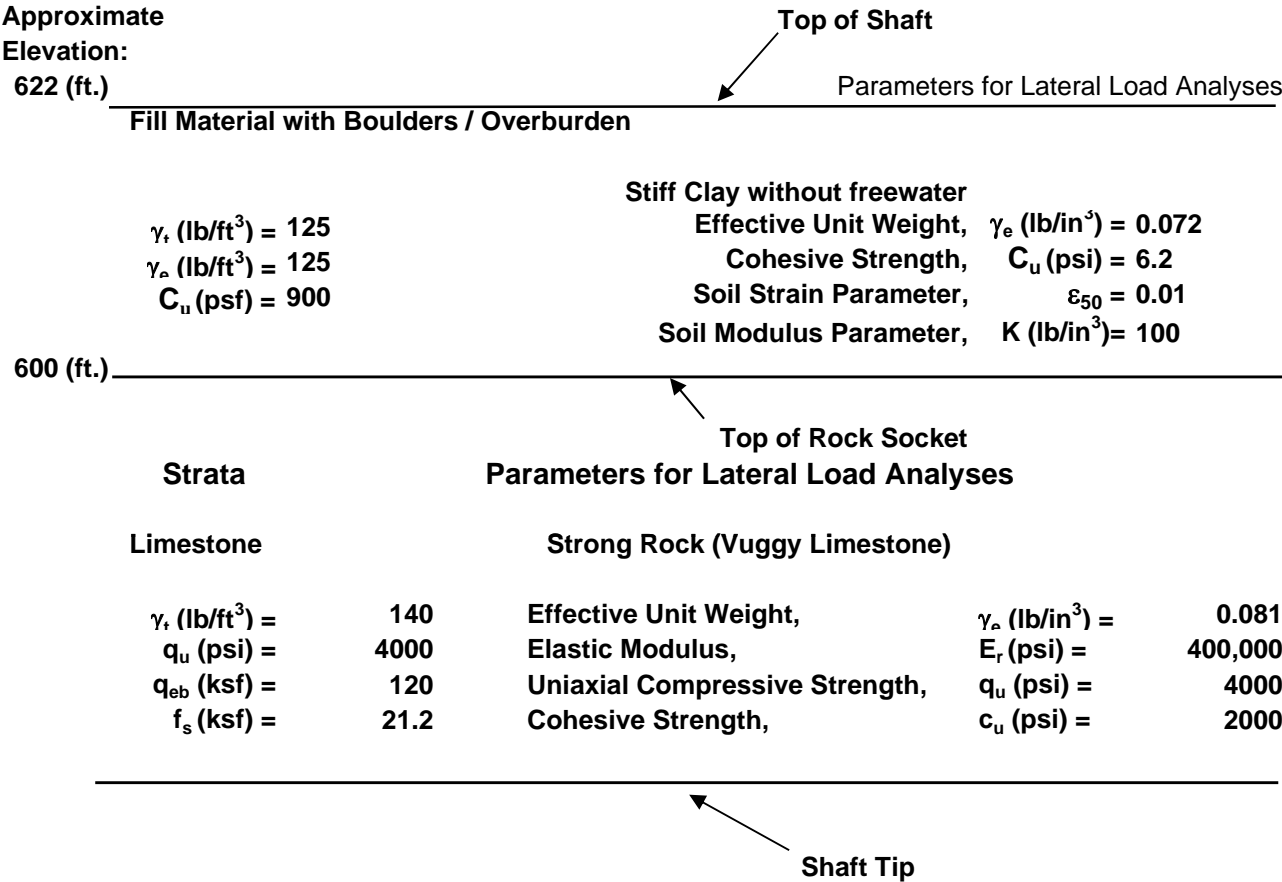 Approximate
Elevation:
Top of Shaft
622 (ft.)
Parameters for Lateral Load Analyses
Fill Material with Boulders / Overburden
Stiff Clay without freewater
γt (lb/ft³) = 125
Effective Unit Weight, γe (lb/in³) = 0.072
γe (lb/ft³) = 125
Cohesive Strength, Cu (psi) = 6.2
Cu (psf) = 900
Soil Strain Parameter, ε50 = 0.01
Soil Modulus Parameter, K (lb/in³)= 100
600 (ft.)
Top of Rock Socket
Strata Parameters for Lateral Load Analyses
Limestone Strong Rock (Vuggy Limestone)
γt (lb/ft³) = 140 Effective Unit Weight, γe (lb/in³) = 0.081
qu (psi) = 4000 Elastic Modulus, Er (psi) = 400,000
qeb (ksf) = 120 Uniaxial Compressive Strength, qu (psi) = 4000
fs (ksf) = 21.2 Cohesive Strength, cu (psi) = 2000
Shaft Tip